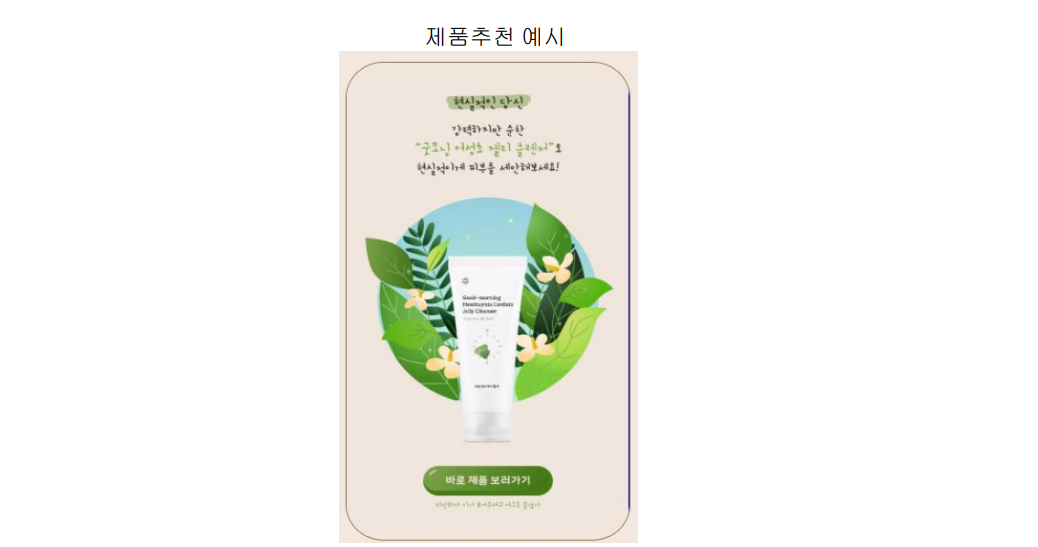 제품추천 예시
현실적인 당신
강력하지만 순한
“굿모닝 어성초 젤리 클렌저”로
현실적이게 피부를 세안해보세요!
Good-morning
Houttuynia Cordata
Jelly Cleanser
바로 제품 보러가기